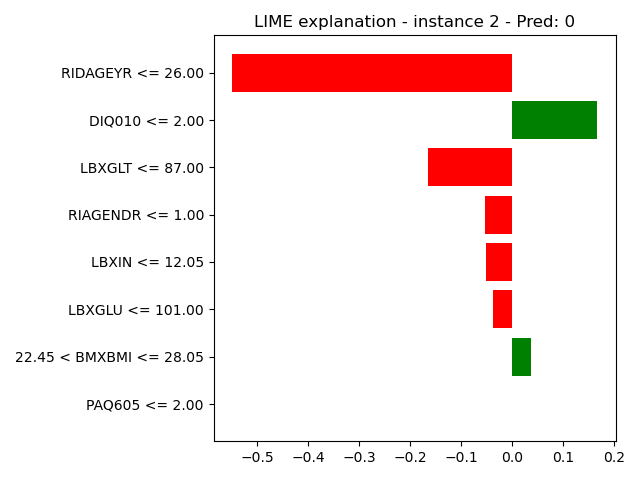 LIME explanation - instance 2 - Pred: 0
RIDAGEYR <= 26.00
DIQ010 <= 2.00
LBXGLT <= 87.00
RIAGENDR <= 1.00
LBXIN <= 12.05
LBXGLU <= 101.00
22.45 < BMXBMI <= 28.05
PAQ605 <= 2.00
−0.5 −0.4 −0.3 −0.2 −0.1 0.0 0.1 0.2